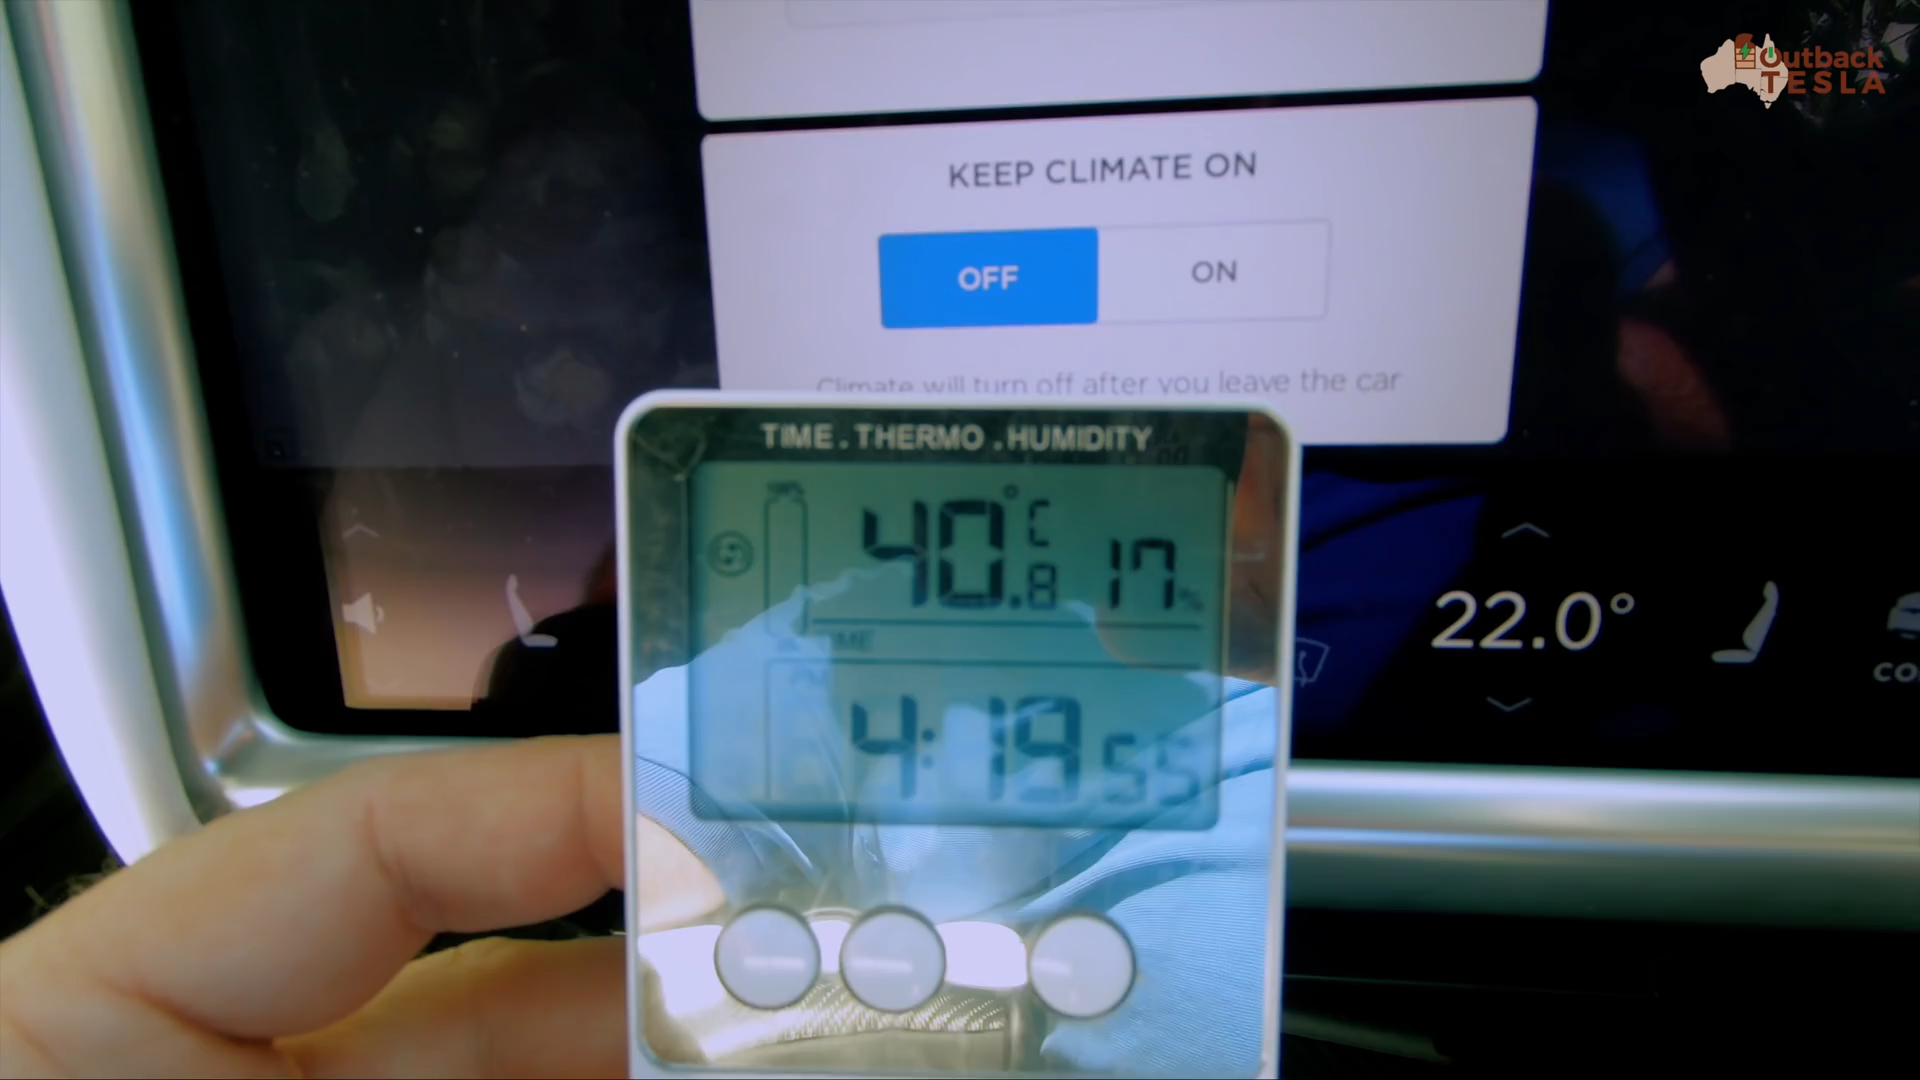 Outback
TESLA
KEEP CLIMATE ON
OFF
ON
Climate will turn off after you leave the car
TIME . THERMO . HUMIDITY
40.8 °C
17 %
4:19 55
22.0°